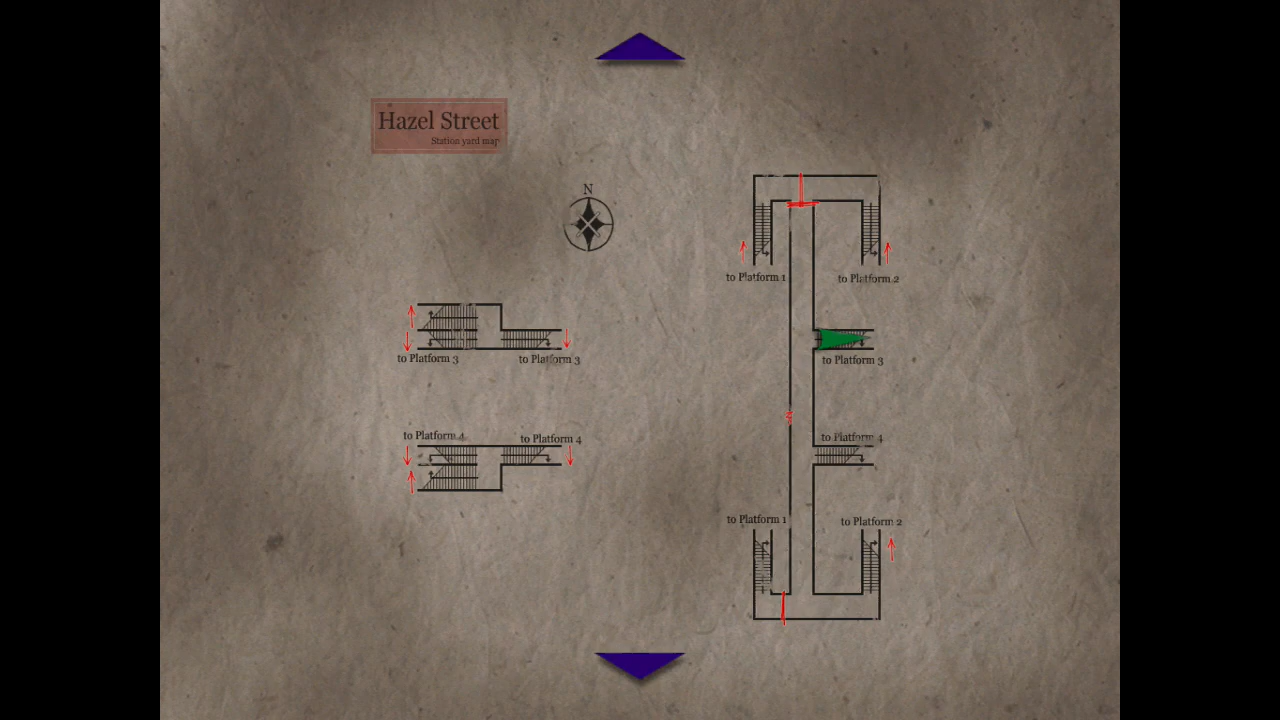 Hazel Street
Station yard map
N
to Platform 1
to Platform 2
to Platform 3
to Platform 3
to Platform 3
to Platform 4
to Platform 4
to Platform 4
to Platform 1
to Platform 2